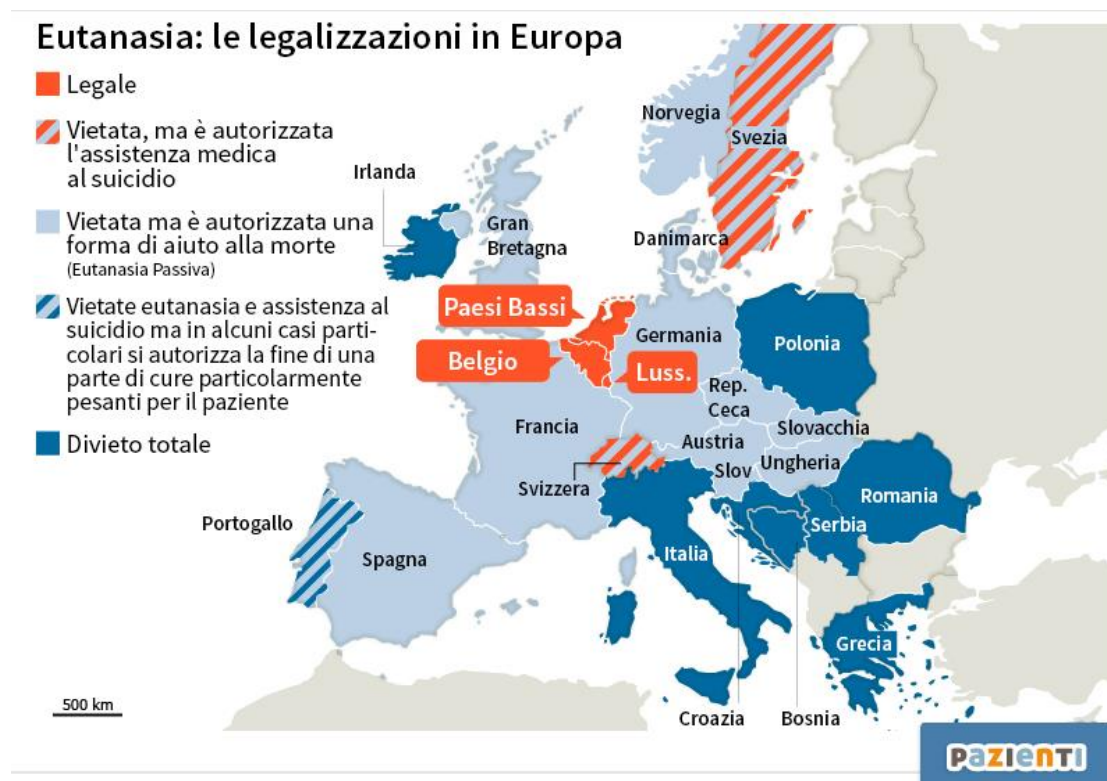 Eutanasia: le legalizzazioni in Europa
Legale
Vietata, ma è autorizzata
l'assistenza medica
al suicidio
Vietata ma è autorizzata una
forma di aiuto alla morte
(Eutanasia Passiva)
Vietate eutanasia e assistenza al
suicidio ma in alcuni casi parti-
colari si autorizza la fine di una
parte di cure particolarmente
pesanti per il paziente
Divieto totale
Norvegia
Svezia
Irlanda
Gran
Bretagna
Danimarca
Paesi Bassi
Germania
Polonia
Belgio
Luss.
Rep.
Ceca
Slovacchia
Francia
Austria
Ungheria
Slov
Svizzera
Romania
Portogallo
Serbia
Spagna
Italia
Grecia
Croazia
Bosnia
500 km
PAZIENTI